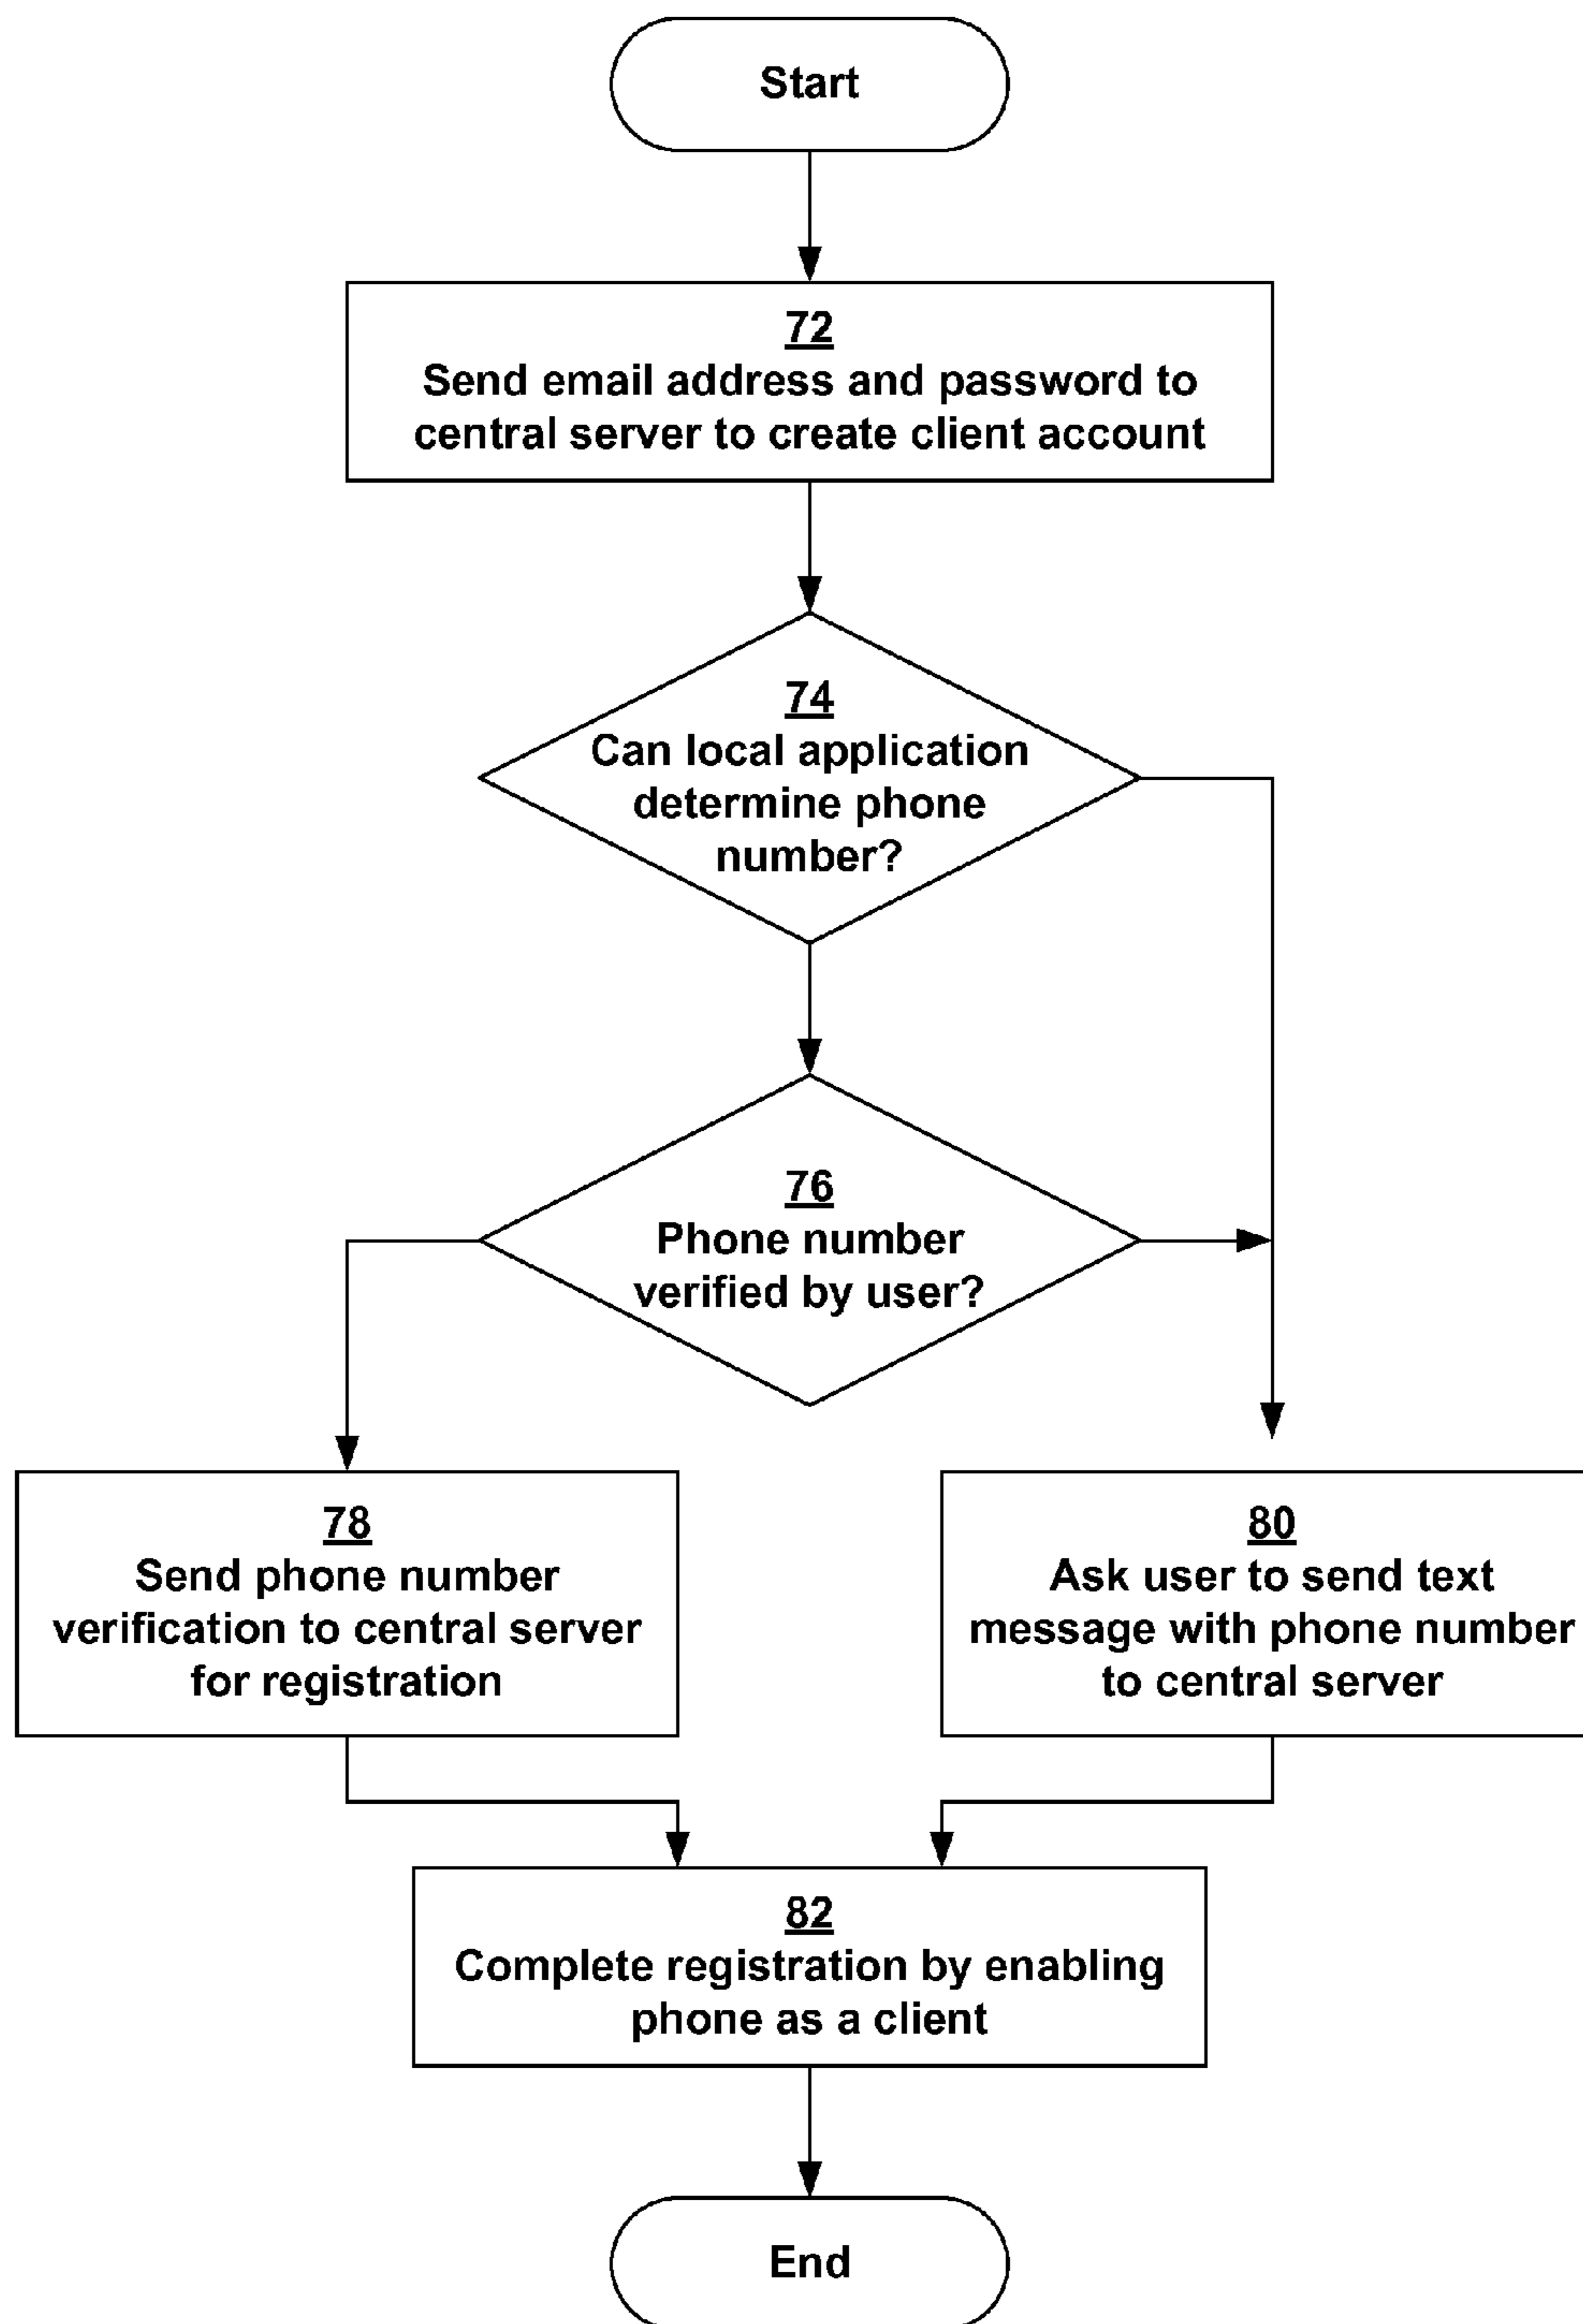 Start
72
Send email address and password to
central server to create client account
74
Can local application
determine phone
number?
76
Phone number
verified by user?
78
Send phone number
verification to central server
for registration
80
Ask user to send text
message with phone number
to central server
82
Complete registration by enabling
phone as a client
End